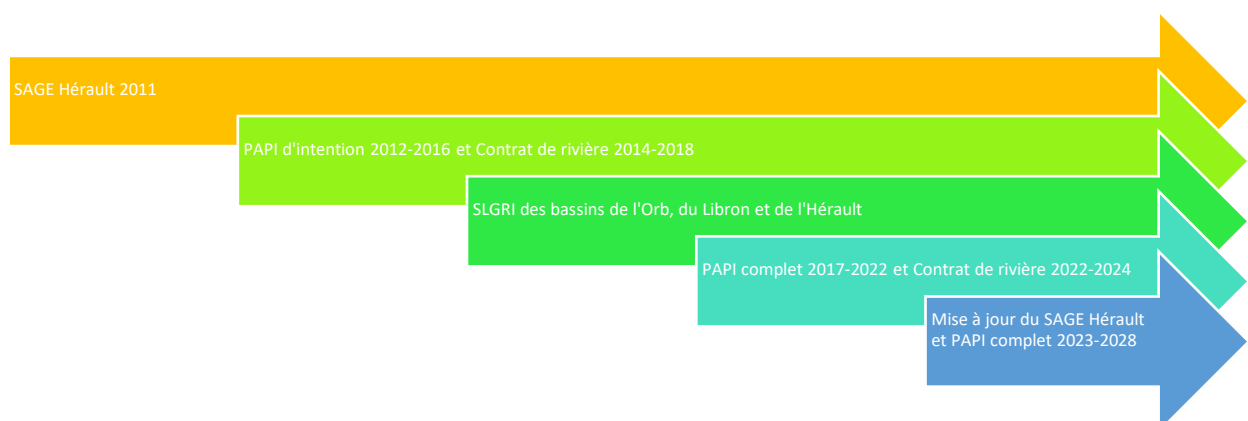 SAGE Hérault 2011
PAPI d'intention 2012-2016 et Contrat de rivière 2014-2018
SLGRI des bassins de l'Orb, du Libron et de l'Hérault
PAPI complet 2017-2022 et Contrat de rivière 2022-2024
Mise à jour du SAGE Hérault
et PAPI complet 2023-2028